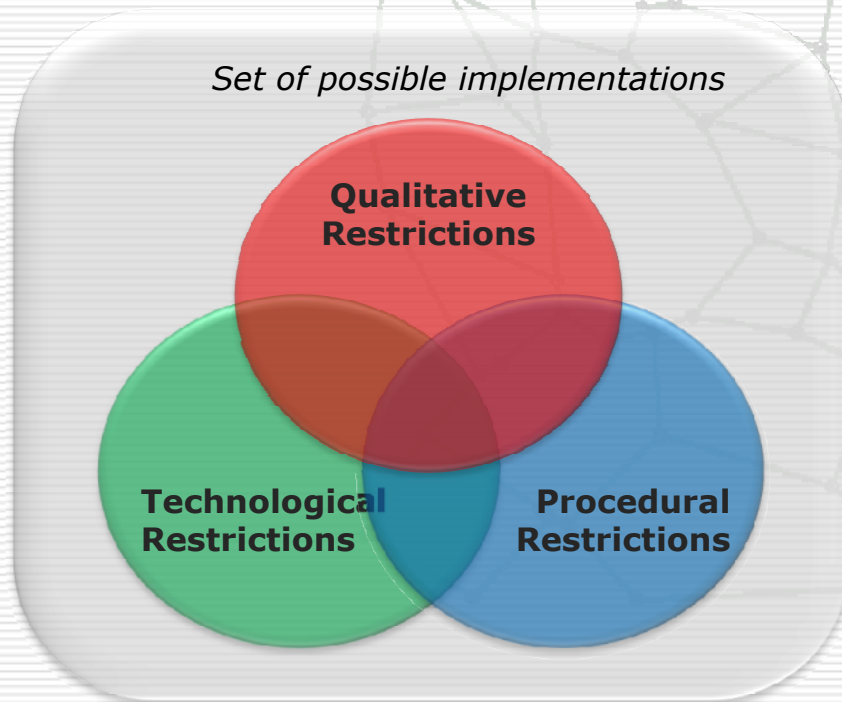 Set of possible implementations
Qualitative
Restrictions
Technological
Restrictions
Procedural
Restrictions